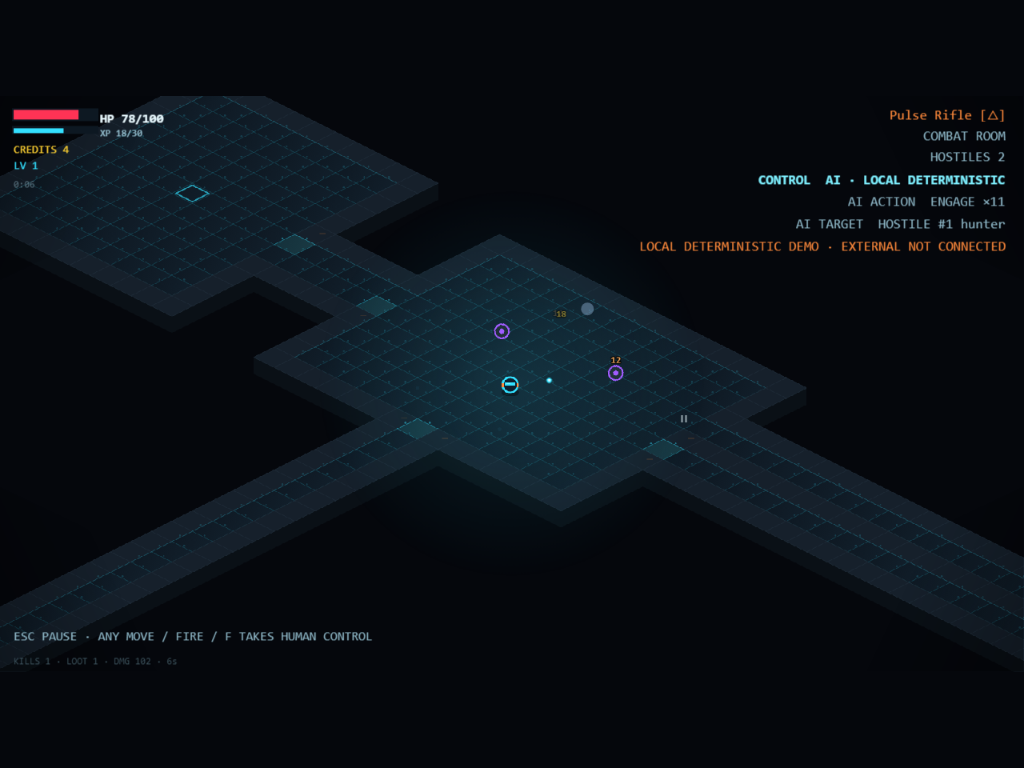 HP 78/100
XP 18/30
CREDITS 4
LV 1
0:06
Pulse Rifle [△]
COMBAT ROOM
HOSTILES 2
CONTROL AI · LOCAL DETERMINISTIC
AI ACTION ENGAGE ×11
AI TARGET HOSTILE #1 hunter
LOCAL DETERMINISTIC DEMO · EXTERNAL NOT CONNECTED
18
12
ESC PAUSE · ANY MOVE / FIRE / F TAKES HUMAN CONTROL
KILLS 1 · LOOT 1 · DMG 102 · 6s